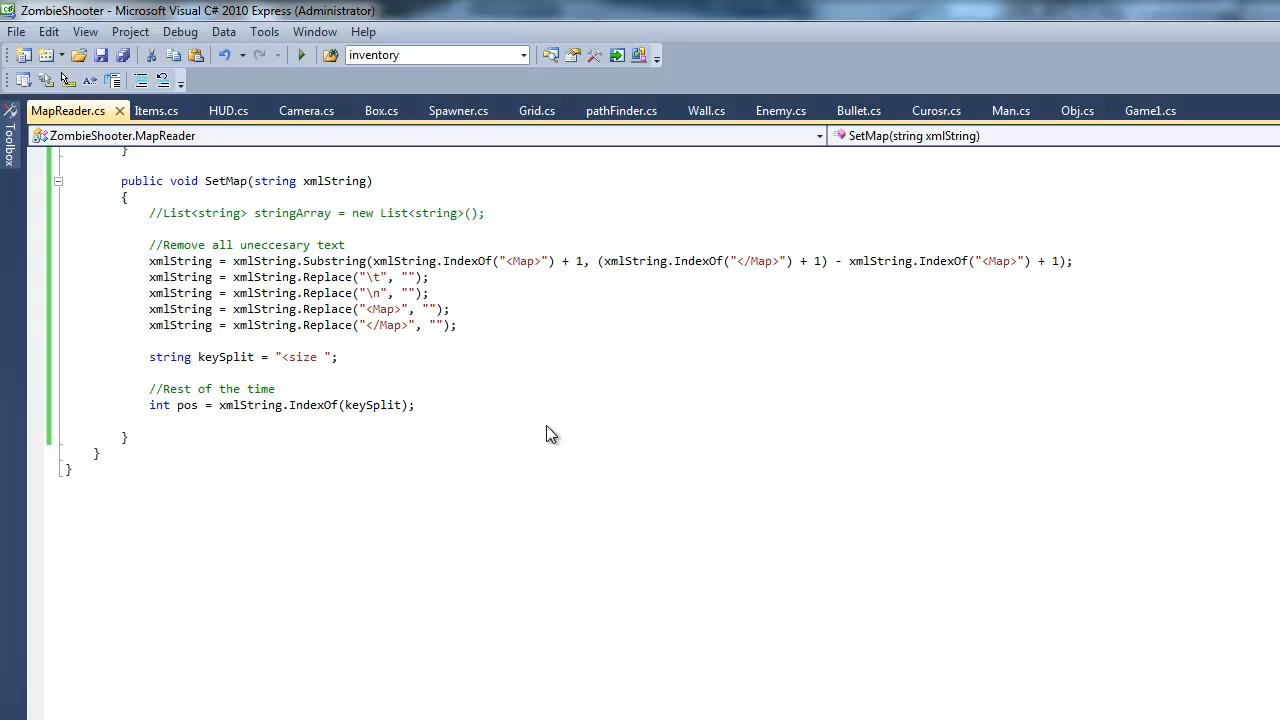 ZombieShooter - Microsoft Visual C# 2010 Express (Administrator)
File Edit View Project Debug Data Tools Window Help
inventory
MapReader.cs Items.cs HUD.cs Camera.cs Box.cs Spawner.cs Grid.cs pathFinder.cs Wall.cs Enemy.cs Bullet.cs Curosr.cs Man.cs Obj.cs Game1.cs
Toolbox
ZombieShooter.MapReader SetMap(string xmlString)
}
public void SetMap(string xmlString)
{
//List<string> stringArray = new List<string>();
//Remove all uneccesary text
xmlString = xmlString.Substring(xmlString.IndexOf("<Map>") + 1, (xmlString.IndexOf("</Map>") + 1) - xmlString.IndexOf("<Map>") + 1);
xmlString = xmlString.Replace("\t", "");
xmlString = xmlString.Replace("\n", "");
xmlString = xmlString.Replace("<Map>", "");
xmlString = xmlString.Replace("</Map>", "");
string keySplit = "<size ";
//Rest of the time
int pos = xmlString.IndexOf(keySplit);
}
}
}